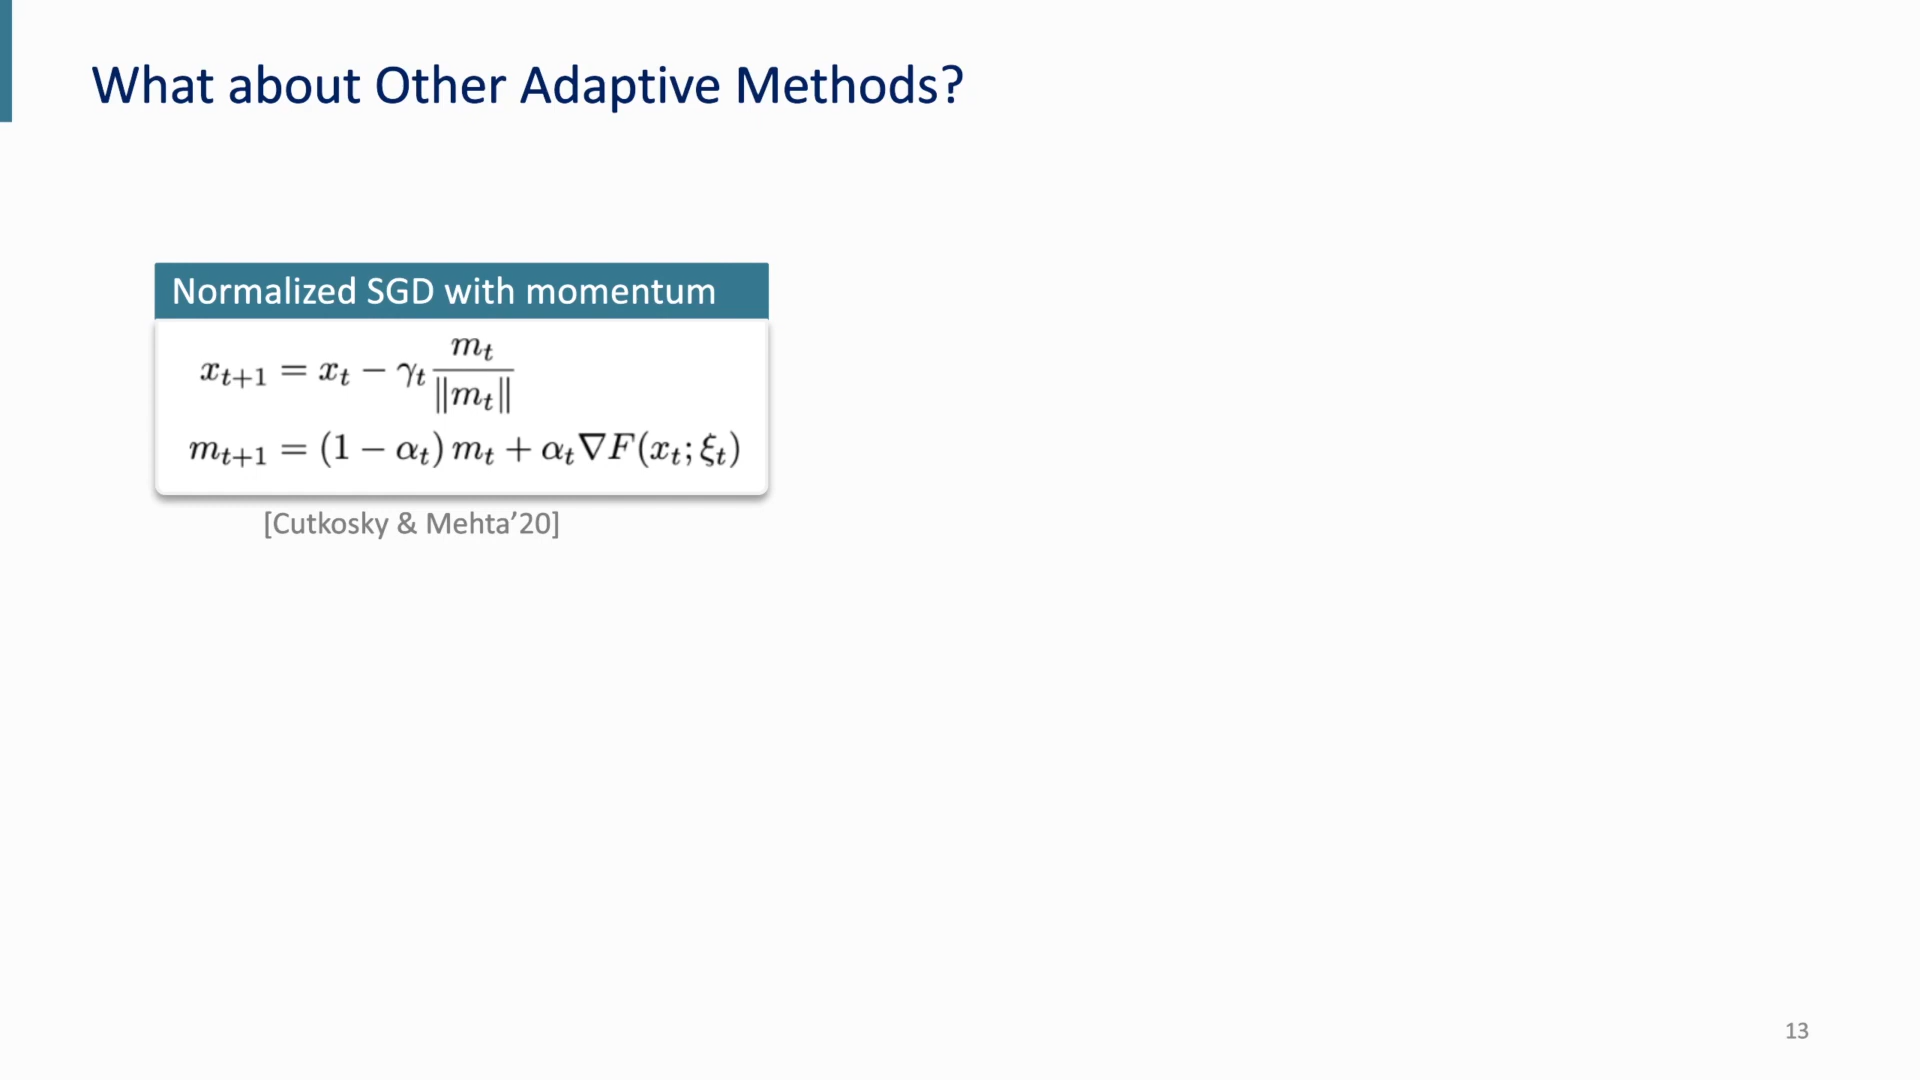 What about Other Adaptive Methods?
Normalized SGD with momentum
x_{t+1} = x_t − γ_t \frac{m_t}{‖m_t‖}
m_{t+1} = (1 − α_t) m_t + α_t ∇F(x_t; ξ_t)
[Cutkosky & Mehta’20]
13